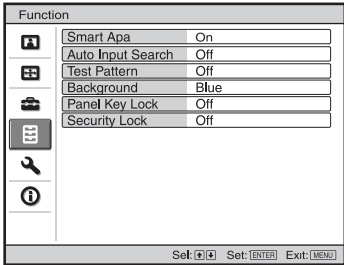 Function
Smart Apa On
Auto Input Search Off
Test Pattern Off
Background Blue
Panel Key Lock Off
Security Lock Off
Sel: Set: ENTER Exit: MENU